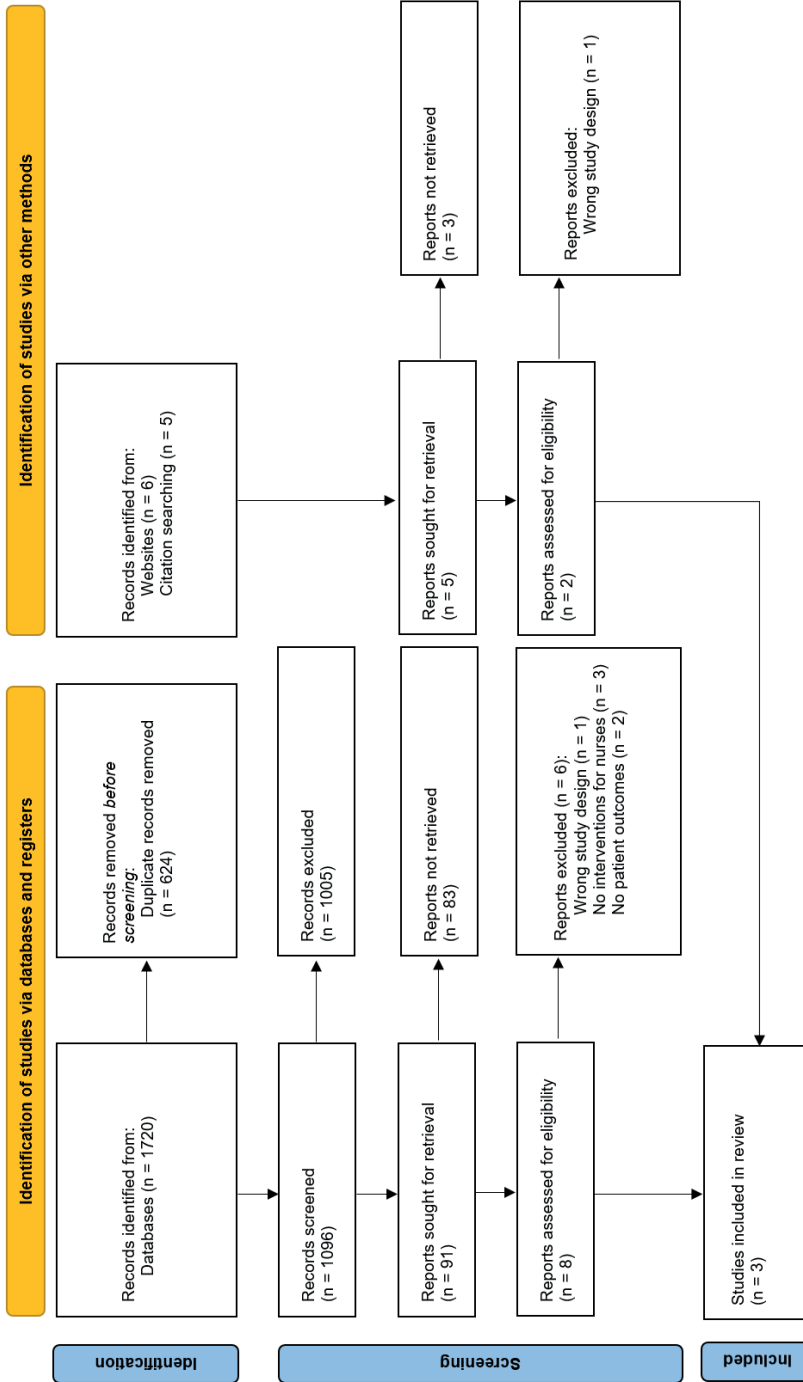 Identification of studies via databases and registers
Identification of studies via other methods
Identification
Records identified from:
Databases (n = 1720)
Records removed before
screening:
Duplicate records removed
(n = 624)
Records identified from:
Websites (n = 6)
Citation searching (n = 5)
Screening
Records screened
(n = 1096)
Records excluded
(n = 1005)
Reports sought for retrieval
(n = 91)
Reports not retrieved
(n = 83)
Reports sought for retrieval
(n = 5)
Reports not retrieved
(n = 3)
Reports assessed for eligibility
(n = 8)
Reports excluded (n = 6):
Wrong study design (n = 1)
No interventions for nurses (n = 3)
No patient outcomes (n = 2)
Reports assessed for eligibility
(n = 2)
Reports excluded:
Wrong study design (n = 1)
Included
Studies included in review
(n = 3)